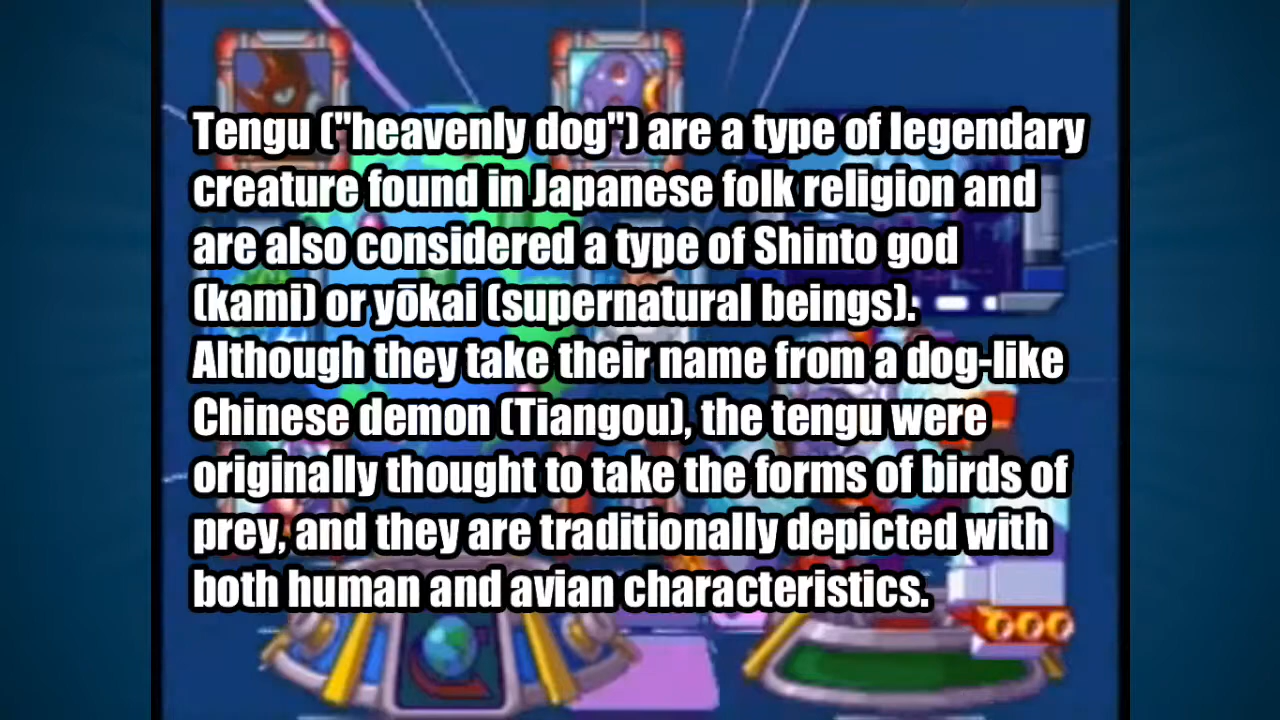 Tengu ("heavenly dog") are a type of legendary
creature found in Japanese folk religion and
are also considered a type of Shinto god
(kami) or yōkai (supernatural beings).
Although they take their name from a dog-like
Chinese demon (Tiangou), the tengu were
originally thought to take the forms of birds of
prey, and they are traditionally depicted with
both human and avian characteristics.